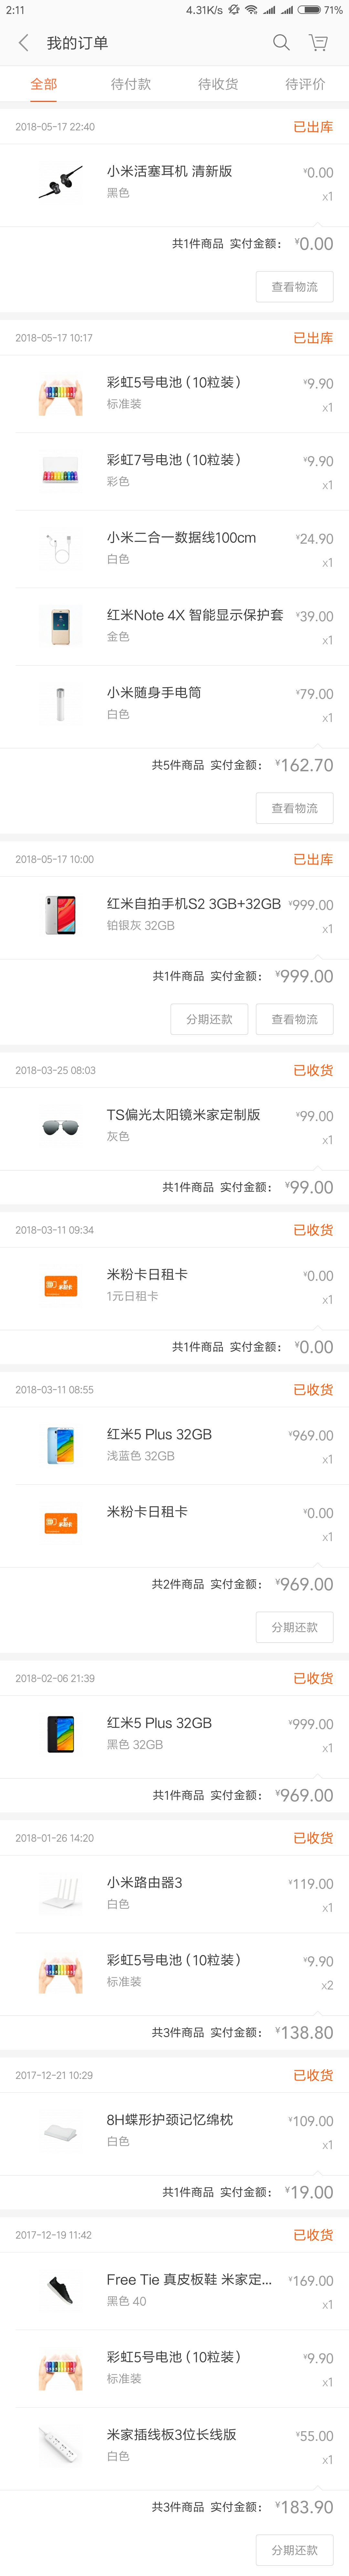 2:11 4.31K/s 71%
我的订单
全部 待付款 待收货 待评价
2018-05-17 22:40 已出库
小米活塞耳机 清新版 ¥0.00
黑色 x1
共1件商品 实付金额： ¥0.00
查看物流
2018-05-17 10:17 已出库
彩虹5号电池（10粒装） ¥9.90
标准装 x1
彩虹7号电池（10粒装） ¥9.90
彩色 x1
小米二合一数据线100cm ¥24.90
白色 x1
红米Note 4X 智能显示保护套 ¥39.00
金色 x1
小米随身手电筒 ¥79.00
白色 x1
共5件商品 实付金额： ¥162.70
查看物流
2018-05-17 10:00 已出库
红米自拍手机S2 3GB+32GB ¥999.00
铂银灰 32GB x1
共1件商品 实付金额： ¥999.00
分期还款 查看物流
2018-03-25 08:03 已收货
TS偏光太阳镜米家定制版 ¥99.00
灰色 x1
共1件商品 实付金额： ¥99.00
2018-03-11 09:34 已收货
米粉卡日租卡 ¥0.00
1元日租卡 x1
共1件商品 实付金额： ¥0.00
2018-03-11 08:55 已收货
红米5 Plus 32GB ¥969.00
浅蓝色 32GB x1
米粉卡日租卡 ¥0.00
x1
共2件商品 实付金额： ¥969.00
分期还款
2018-02-06 21:39 已收货
红米5 Plus 32GB ¥999.00
黑色 32GB x1
共1件商品 实付金额： ¥969.00
2018-01-26 14:20 已收货
小米路由器3 ¥119.00
白色 x1
彩虹5号电池（10粒装） ¥9.90
标准装 x2
共3件商品 实付金额： ¥138.80
2017-12-21 10:29 已收货
8H蝶形护颈记忆绵枕 ¥109.00
白色 x1
共1件商品 实付金额： ¥19.00
2017-12-19 11:42 已收货
Free Tie 真皮板鞋 米家定... ¥169.00
黑色 40 x1
彩虹5号电池（10粒装） ¥9.90
标准装 x1
米家插线板3位长线版 ¥55.00
白色 x1
共3件商品 实付金额： ¥183.90
分期还款